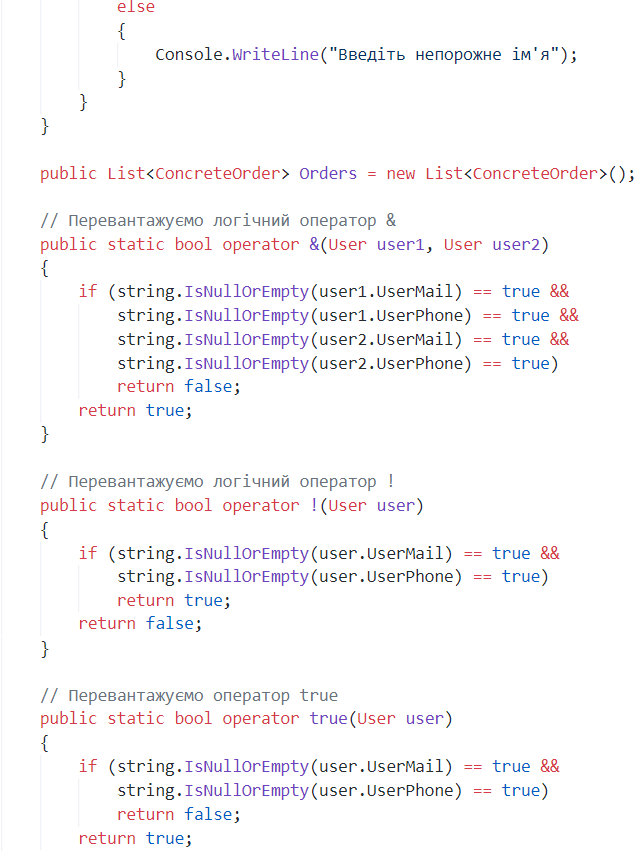 else
{
Console.WriteLine("Введіть непорожне ім'я");
}
}
}
public List<ConcreteOrder> Orders = new List<ConcreteOrder>();
// Перевантажуємо логічний оператор &
public static bool operator &(User user1, User user2)
{
if (string.IsNullOrEmpty(user1.UserMail) == true &&
string.IsNullOrEmpty(user1.UserPhone) == true &&
string.IsNullOrEmpty(user2.UserMail) == true &&
string.IsNullOrEmpty(user2.UserPhone) == true)
return false;
return true;
}
// Перевантажуємо логічний оператор !
public static bool operator !(User user)
{
if (string.IsNullOrEmpty(user.UserMail) == true &&
string.IsNullOrEmpty(user.UserPhone) == true)
return true;
return false;
}
// Перевантажуємо оператор true
public static bool operator true(User user)
{
if (string.IsNullOrEmpty(user.UserMail) == true &&
string.IsNullOrEmpty(user.UserPhone) == true)
return false;
return true;